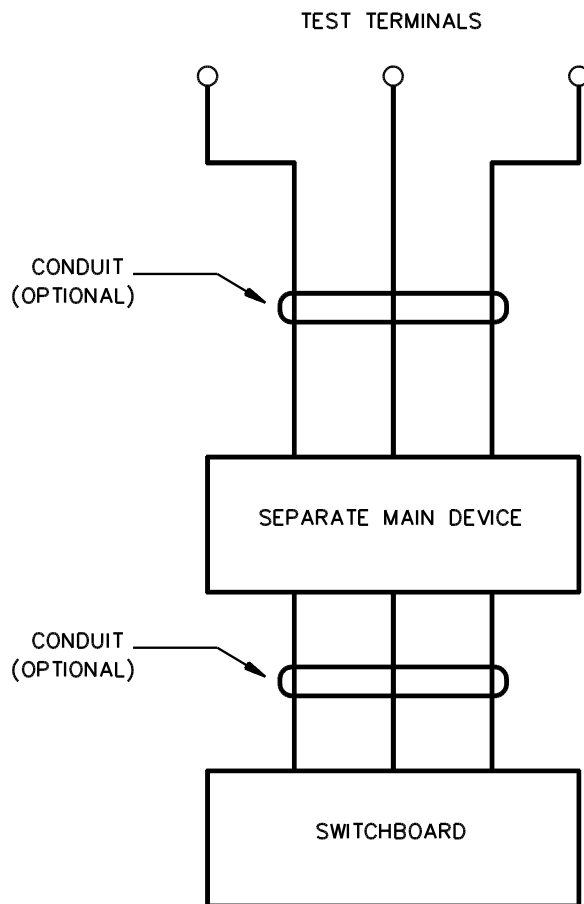 TEST TERMINALS
CONDUIT
(OPTIONAL)
SEPARATE MAIN DEVICE
CONDUIT
(OPTIONAL)
SWITCHBOARD